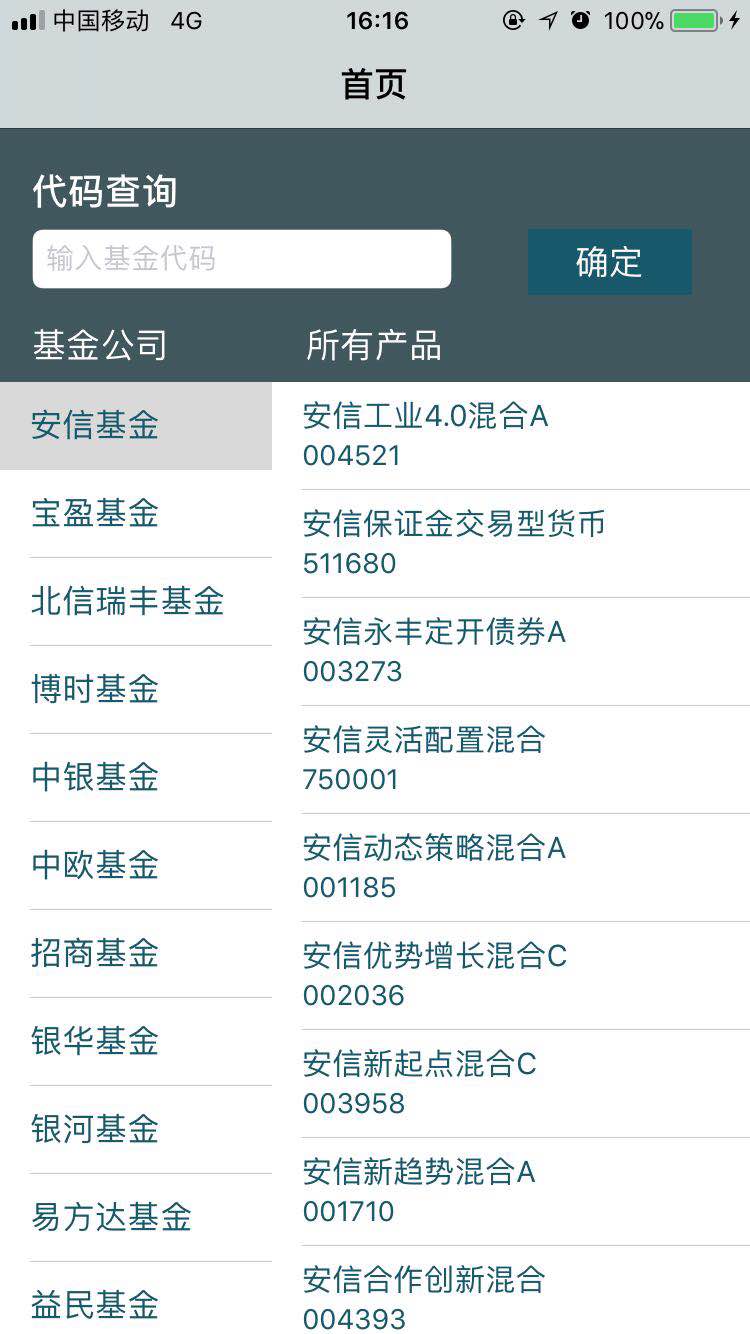 中国移动 4G 16:16 100%
首页
代码查询
输入基金代码
确定
基金公司
所有产品
安信基金
宝盈基金
北信瑞丰基金
博时基金
中银基金
中欧基金
招商基金
银华基金
银河基金
易方达基金
益民基金
安信工业4.0混合A
004521
安信保证金交易型货币
511680
安信永丰定开债券A
003273
安信灵活配置混合
750001
安信动态策略混合A
001185
安信优势增长混合C
002036
安信新起点混合C
003958
安信新趋势混合A
001710
安信合作创新混合
004393